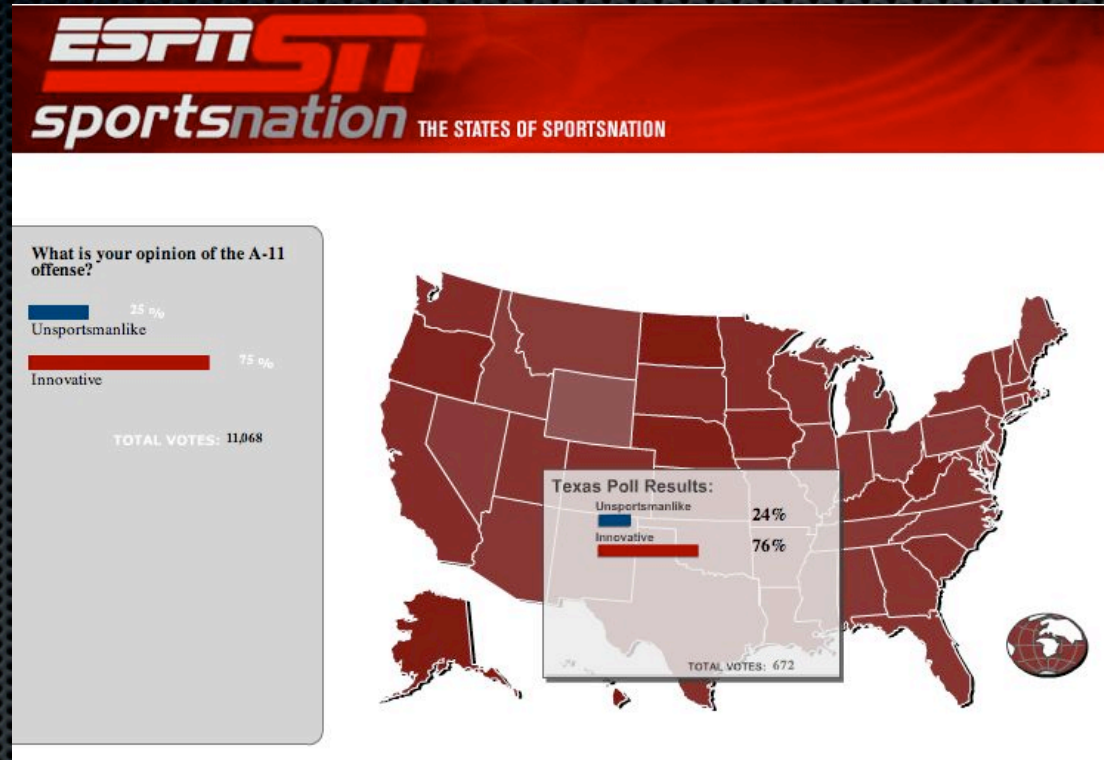 ESPN SN
sportsnation THE STATES OF SPORTSNATION
What is your opinion of the A-11
offense?
25 %
Unsportsmanlike
75 %
Innovative
TOTAL VOTES: 11,068
Texas Poll Results:
Unsportsmanlike
24%
Innovative
76%
TOTAL VOTES: 672